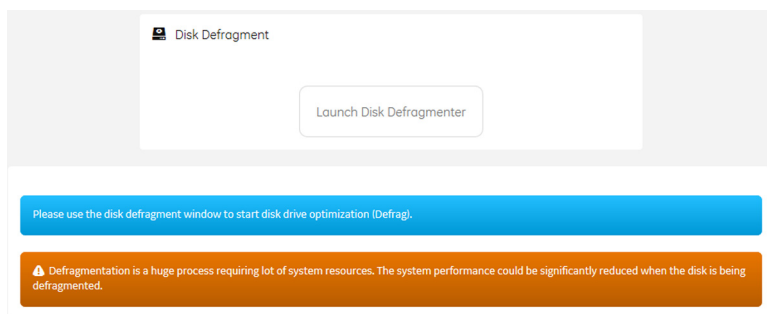 Disk Defragment
Launch Disk Defragmenter
Please use the disk defragment window to start disk drive optimization (Defrag).
Defragmentation is a huge process requiring lot of system resources. The system performance could be significantly reduced when the disk is being
defragmented.